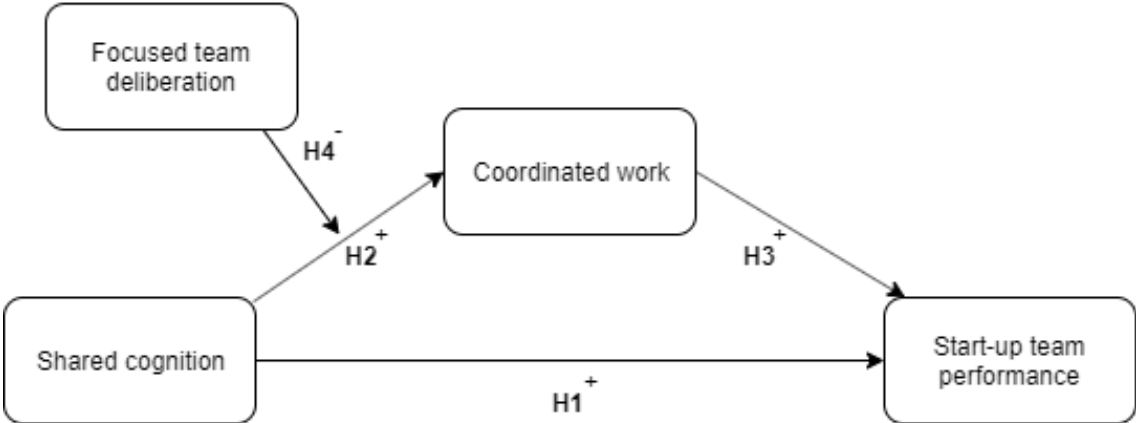 Focused team
deliberation
H4-
Coordinated work
H2+
H3+
Shared cognition
Start-up team
performance
H1+